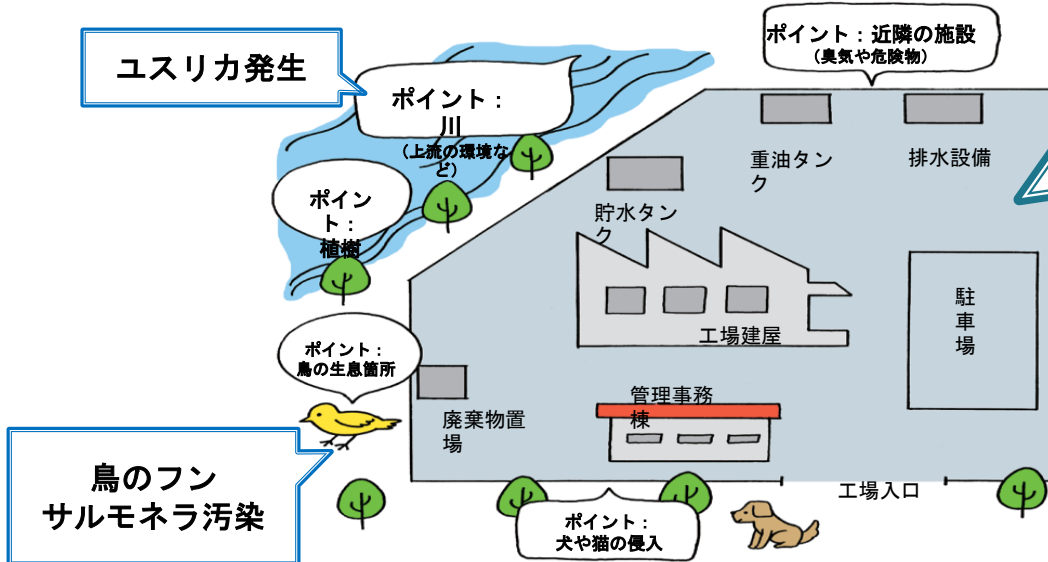 ユスリカ発生
ポイント：近隣の施設
（臭気や危険物）
ポイント：
川
（上流の環境な
ど）
重油タン
ク
排水設備
ポイン
ト：
植樹
貯水タン
ク
駐
車
場
工場建屋
ポイント：
鳥の生息箇所
管理事務
棟
廃棄物置
場
鳥のフン
サルモネラ汚染
工場入口
ポイント：
犬や猫の侵入